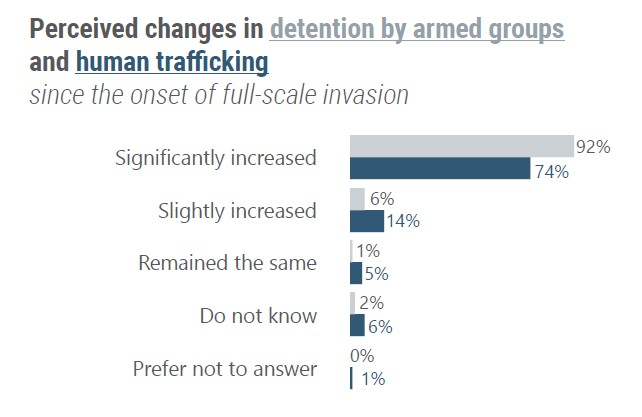 Perceived changes in detention by armed groups
and human trafficking
since the onset of full-scale invasion
Significantly increased
92%
74%
Slightly increased
6%
14%
Remained the same
1%
5%
Do not know
2%
6%
Prefer not to answer
0%
1%